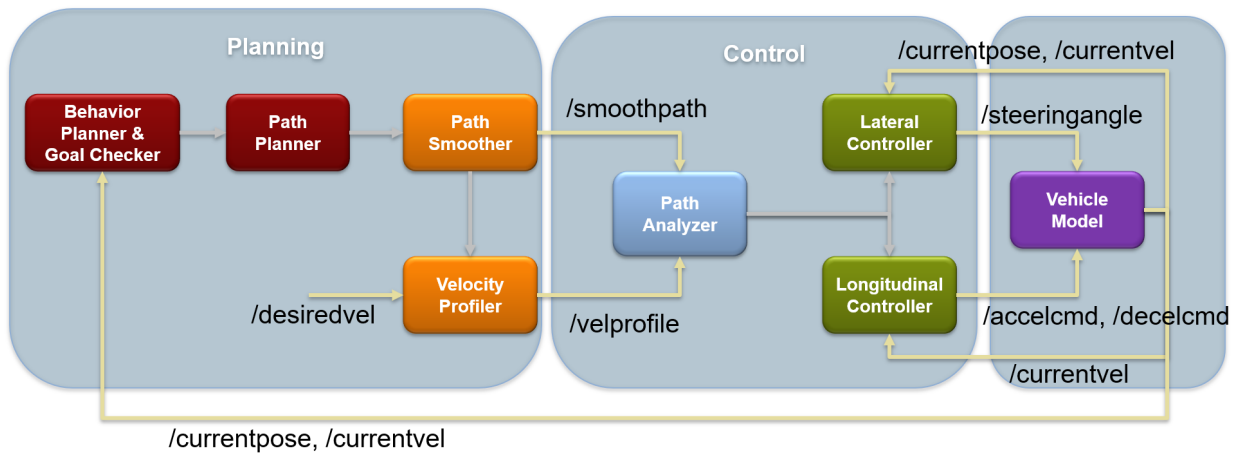 Planning
Control
/currentpose, /currentvel
Behavior
Planner &
Goal Checker
Path
Planner
Path
Smoother
/smoothpath
Lateral
Controller
/steeringangle
Path
Analyzer
Vehicle
Model
/desiredvel
Velocity
Profiler
/velprofile
Longitudinal
Controller
/accelcmd, /decelcmd
/currentvel
/currentpose, /currentvel